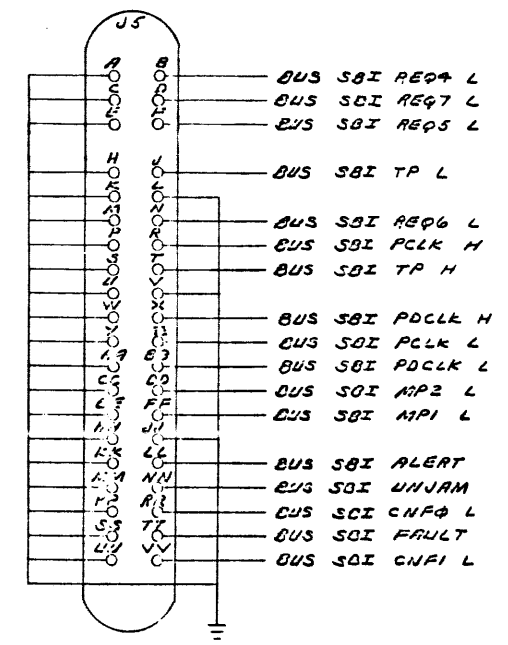 J5
A B BUS SBI REQ4 L
C D BUS SBI REQ7 L
E F BUS SBI REQ5 L
H J BUS SBI TP L
K L
M N BUS SBI REQ6 L
P R BUS SBI PCLK H
S T BUS SBI TP H
U V
W X BUS SBI PDCLK H
Y BUS SBI PCLK L
AA BB BUS SBI PDCLK L
CC DD BUS SBI MP2 L
EE FF BUS SBI MP1 L
HH JJ
KK LL BUS SBI ALERT
MM NN BUS SBI UNJAM
PP RR BUS SBI CNFØ L
SS TT BUS SBI FAULT
UU VV BUS SBI CNF1 L